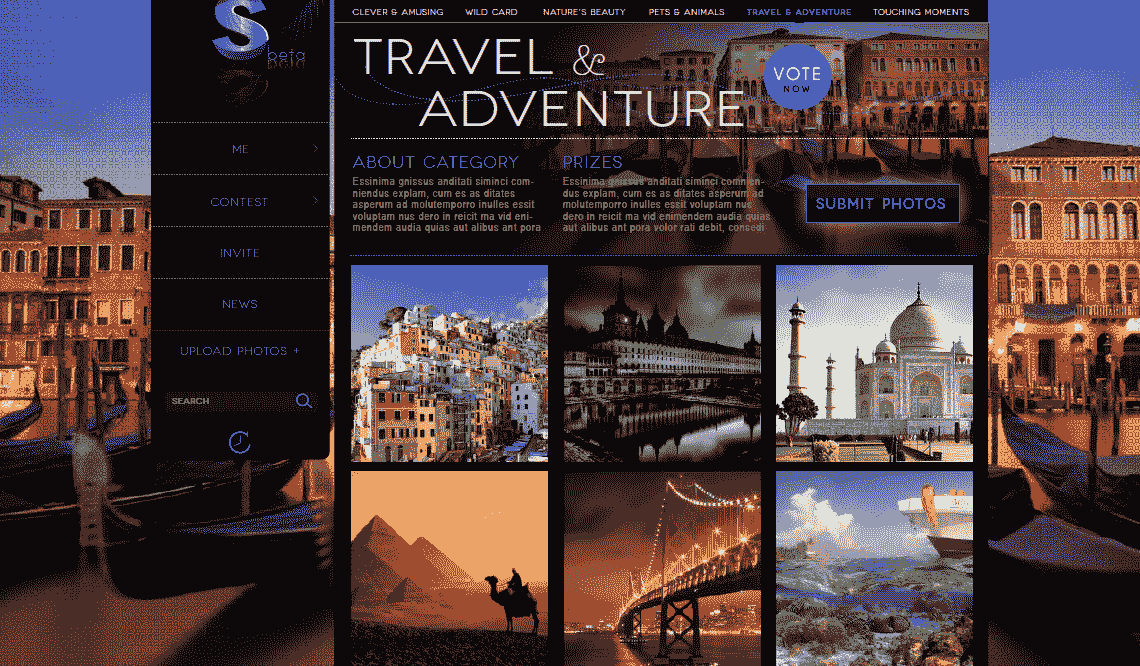 CLEVER & AMUSING
WILD CARD
NATURE'S BEAUTY
PETS & ANIMALS
TRAVEL & ADVENTURE
TOUCHING MOMENTS
S
beta
ME
CONTEST
INVITE
NEWS
UPLOAD PHOTOS +
SEARCH
TRAVEL &
ADVENTURE
VOTE
NOW
ABOUT CATEGORY
Essinima gnissus anditati siminci com-
niendus explam, cum es as ditates
asperum ad molutemporro inulles essit
voluptam nus dero in reicit ma vid eni-
mendem audia quias aut alibus ant pora
PRIZES
Essinima gnissus anditati siminci comnien-
dus explam, cum es as ditates asperum ad
molutemporro inulles essit voluptam nus
dero in reicit ma vid enimendem audia quias
aut alibus ant pora volor rati debit, consedi
SUBMIT PHOTOS